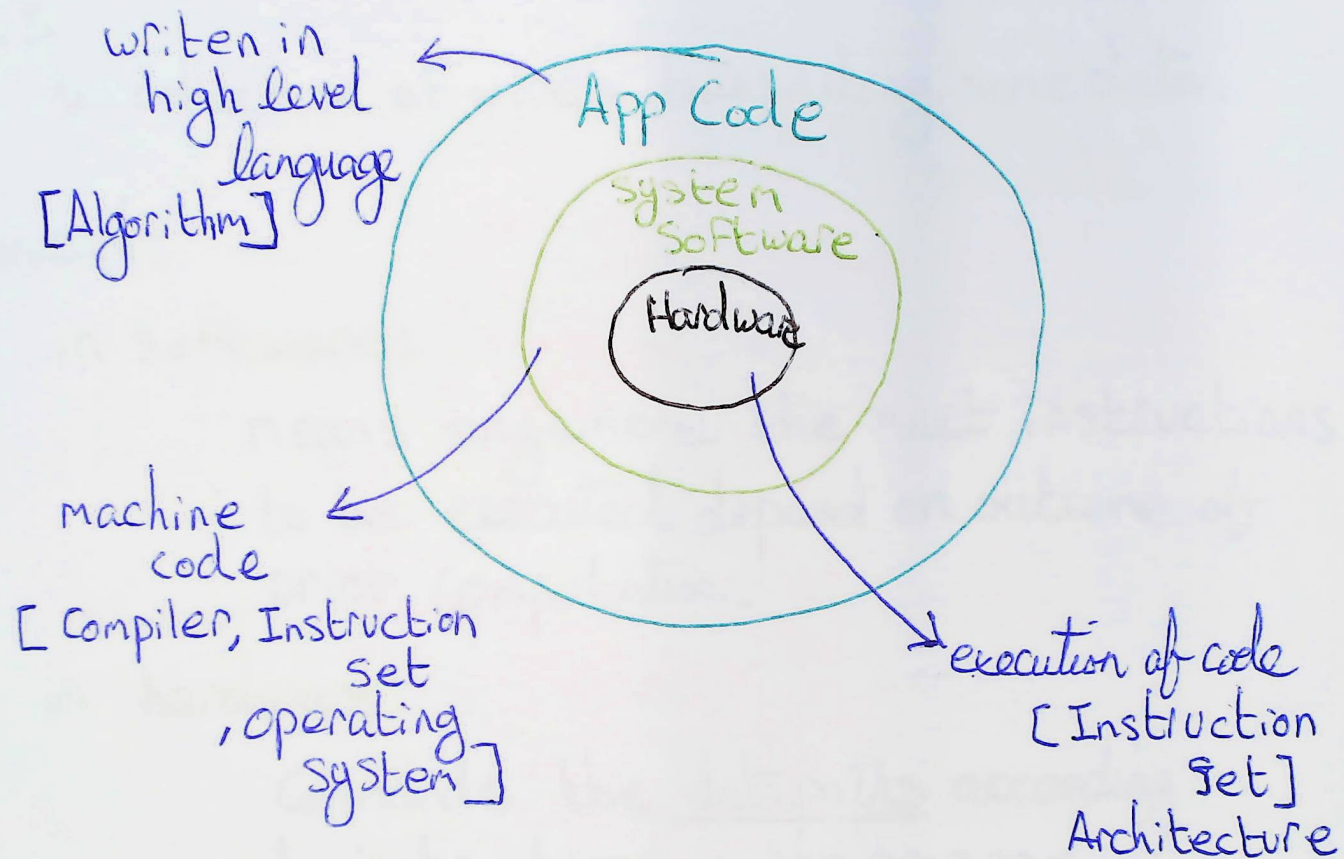 writen in
high level
language
[Algorithm]
App Code
system
software
Hardware
machine
code
[ Compiler, Instruction
set
, operating
system ]
execution of code
[ Instruction
set ]
Architecture